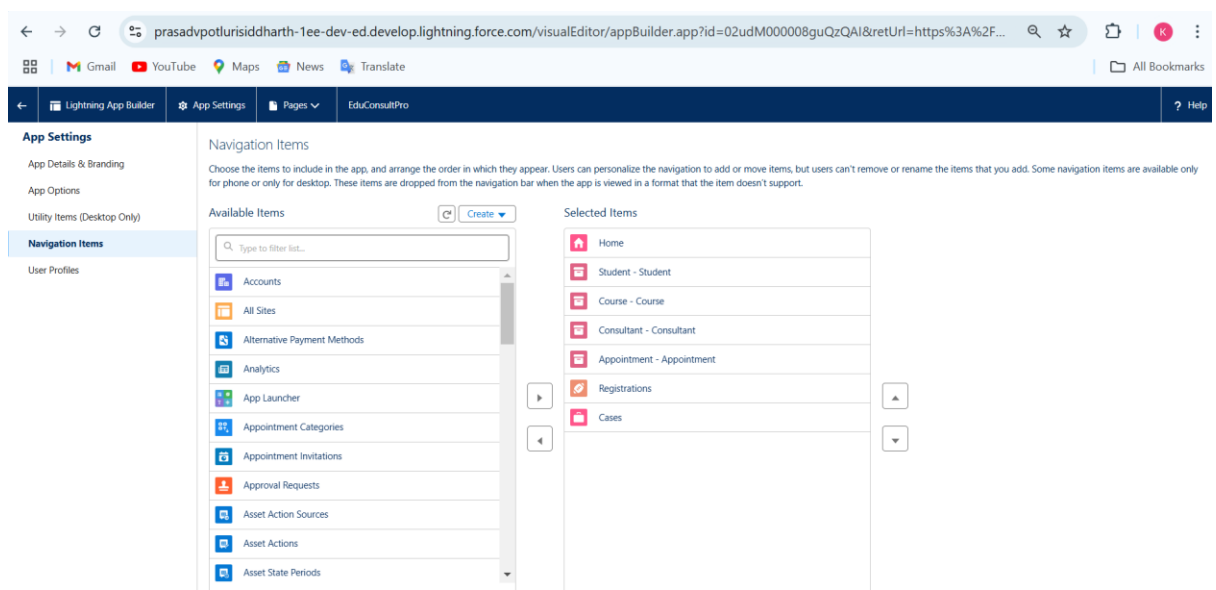 prasadvpotlurisiddharth-1ee-dev-ed.develop.lightning.force.com/visualEditor/appBuilder.app?id=02udM000008guQzQAI&retUrl=https%3A%2F...
K
Gmail YouTube Maps News Translate All Bookmarks
Lightning App Builder App Settings Pages EduConsultPro ? Help
App Settings
App Details & Branding
App Options
Utility Items (Desktop Only)
Navigation Items
User Profiles
Navigation Items
Choose the items to include in the app, and arrange the order in which they appear. Users can personalize the navigation to add or move items, but users can't remove or rename the items that you add. Some navigation items are available only
for phone or only for desktop. These items are dropped from the navigation bar when the app is viewed in a format that the item doesn't support.
Available Items Create
Type to filter list...
Accounts
All Sites
Alternative Payment Methods
Analytics
App Launcher
Appointment Categories
Appointment Invitations
Approval Requests
Asset Action Sources
Asset Actions
Asset State Periods
Selected Items
Home
Student - Student
Course - Course
Consultant - Consultant
Appointment - Appointment
Registrations
Cases